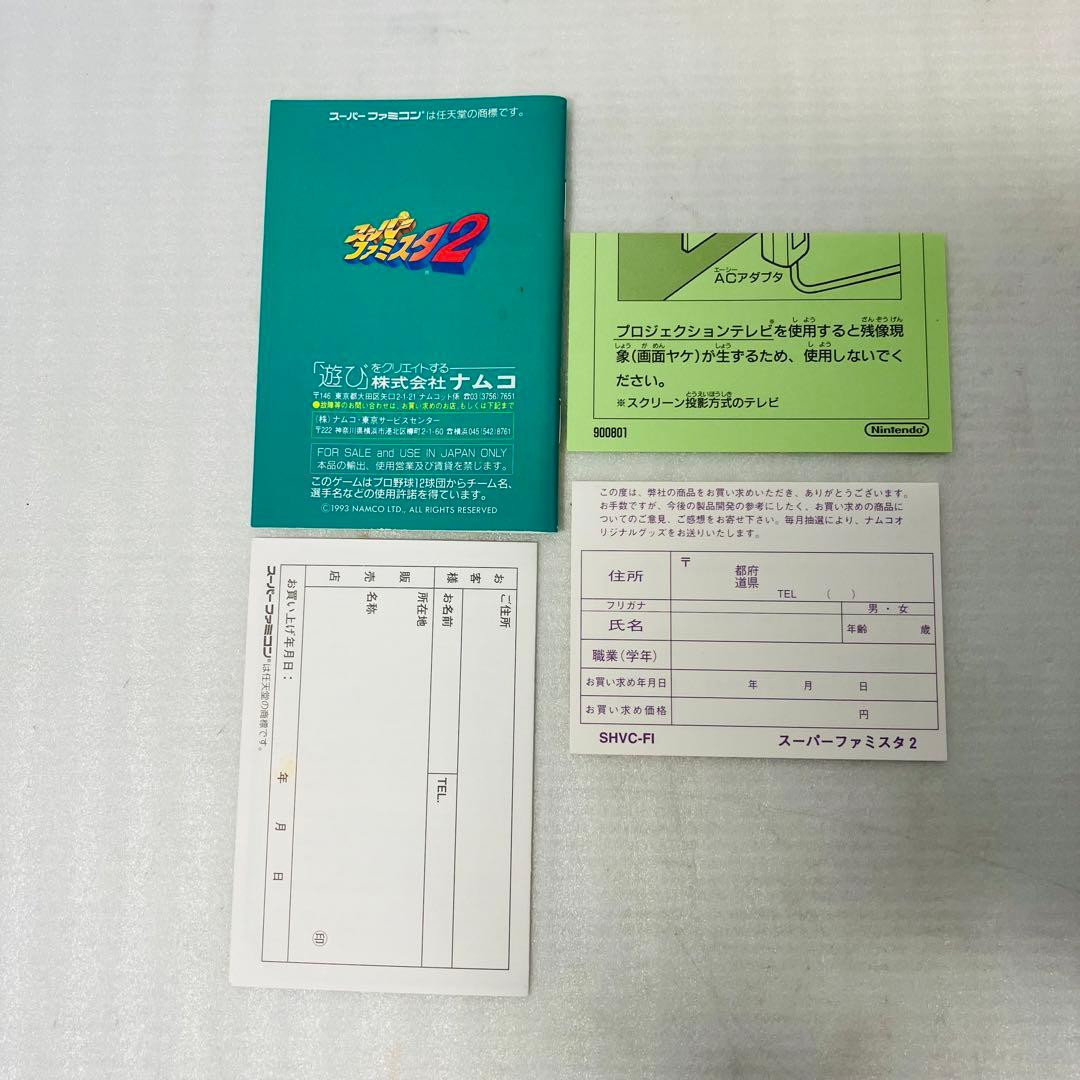 スーパーファミコン®は任天堂の商標です。
スーパー
ファミスタ2
「遊び」をクリエイトする
株式会社ナムコ
〒146 東京都大田区矢口2-1-21 ナムコット係 ☎03(3756)7651
●故障等のお問い合わせは、お買い求めのお店、もしくは下記まで
(株)ナムコ・東京サービスセンター
〒222 神奈川県横浜市港北区樽町2-1-60 ☎横浜045(542)8761
FOR SALE and USE IN JAPAN ONLY
本品の輸出、使用営業及び賃貸を禁じます。
このゲームはプロ野球12球団からチーム名、
選手名などの使用許諾を得ています。
©1993 NAMCO LTD., ALL RIGHTS RESERVED
エーシー
ACアダプタ
プロジェクションテレビ※を使用すると残像現
象(画面ヤケ)が生ずるため、使用しないでく
ださい。
※スクリーン投影方式のテレビ
900801
Nintendo
この度は、弊社の商品をお買い求めいただき、ありがとうございます。
お手数ですが、今後の製品開発の参考にしたく、お買い求めの商品に
ついてのご意見、ご感想をお寄せ下さい。毎月抽選により、ナムコオ
リジナルグッズをお送りいたします。
住所 〒 都府
道県
TEL ( )
フリガナ 男・女
氏名 年齢 歳
職業(学年)
お買い求め年月日 年 月 日
お買い求め価格 円
SHVC-FI スーパーファミスタ2
お客様
ご住所
お名前
TEL.
販売店
所在地
名称
印
お買い上げ年月日: 年 月 日
スーパーファミコン®は任天堂の商標です。